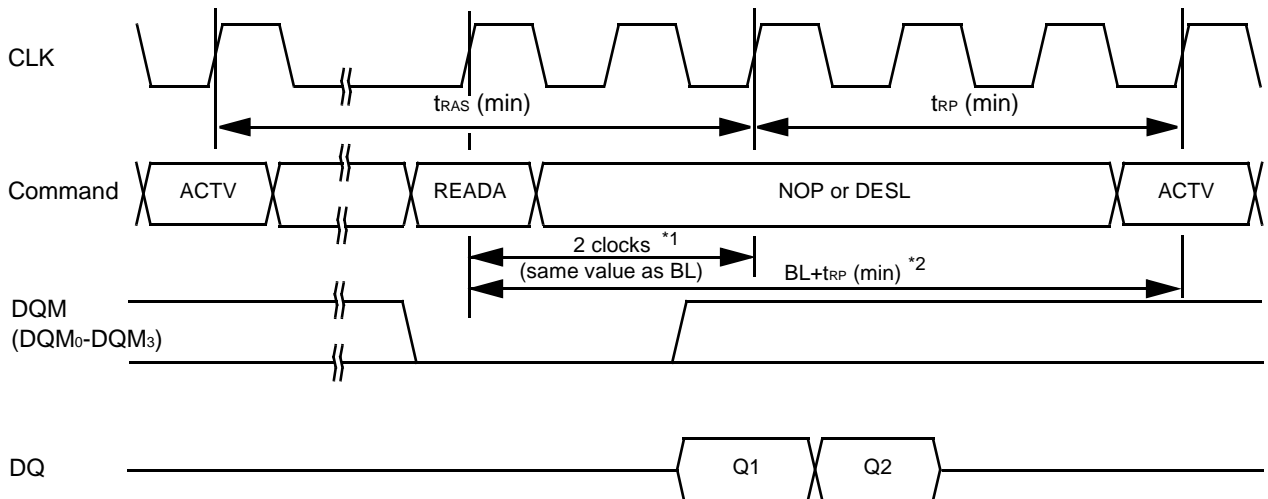 CLK
tRAS (min)
tRP (min)
Command
ACTV
READA
NOP or DESL
ACTV
2 clocks *1
(same value as BL)
BL+tRP (min) *2
DQM
(DQM0-DQM3)
DQ
Q1
Q2